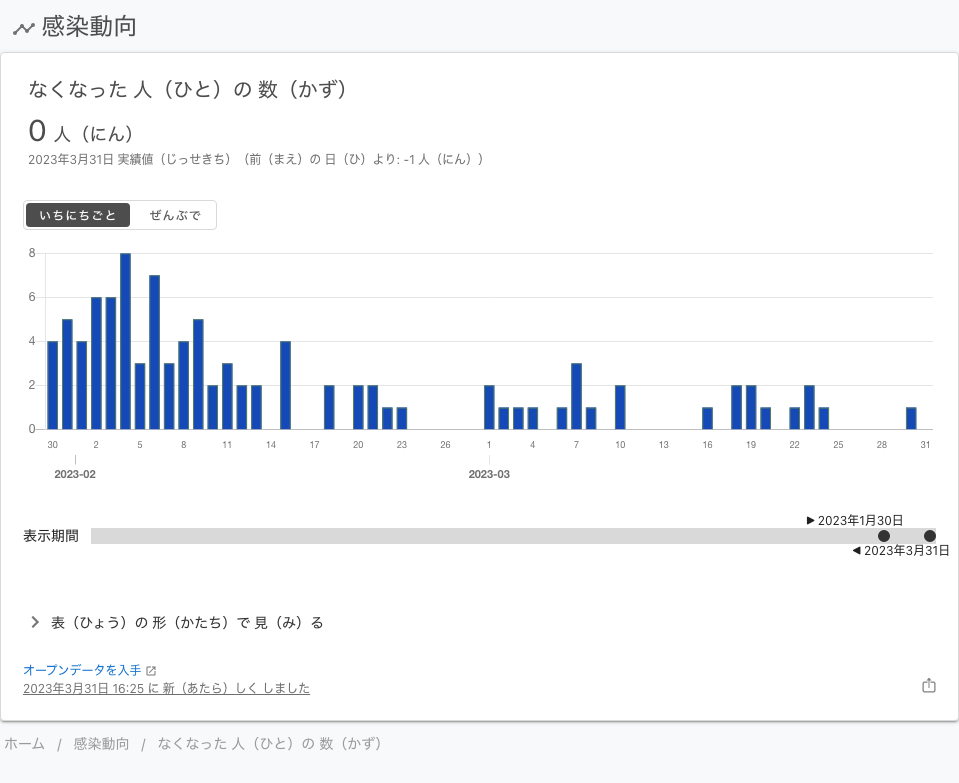 感染動向
なくなった 人（ひと）の 数（かず）
0 人（にん）
2023年3月31日 実績値（じっせきち）（前（まえ）の 日（ひ）より: -1 人（にん））
いちにちごと ぜんぶで
8
6
4
2
0
30 2 5 8 11 14 17 20 23 26 1 4 7 10 13 16 19 22 25 28 31
2023-02 2023-03
2023年1月30日
表示期間
2023年3月31日
表（ひょう）の 形（かたち）で 見（み）る
オープンデータを入手
2023年3月31日 16:25 に 新（あたら）しく しました
ホーム / 感染動向 / なくなった 人（ひと）の 数（かず）